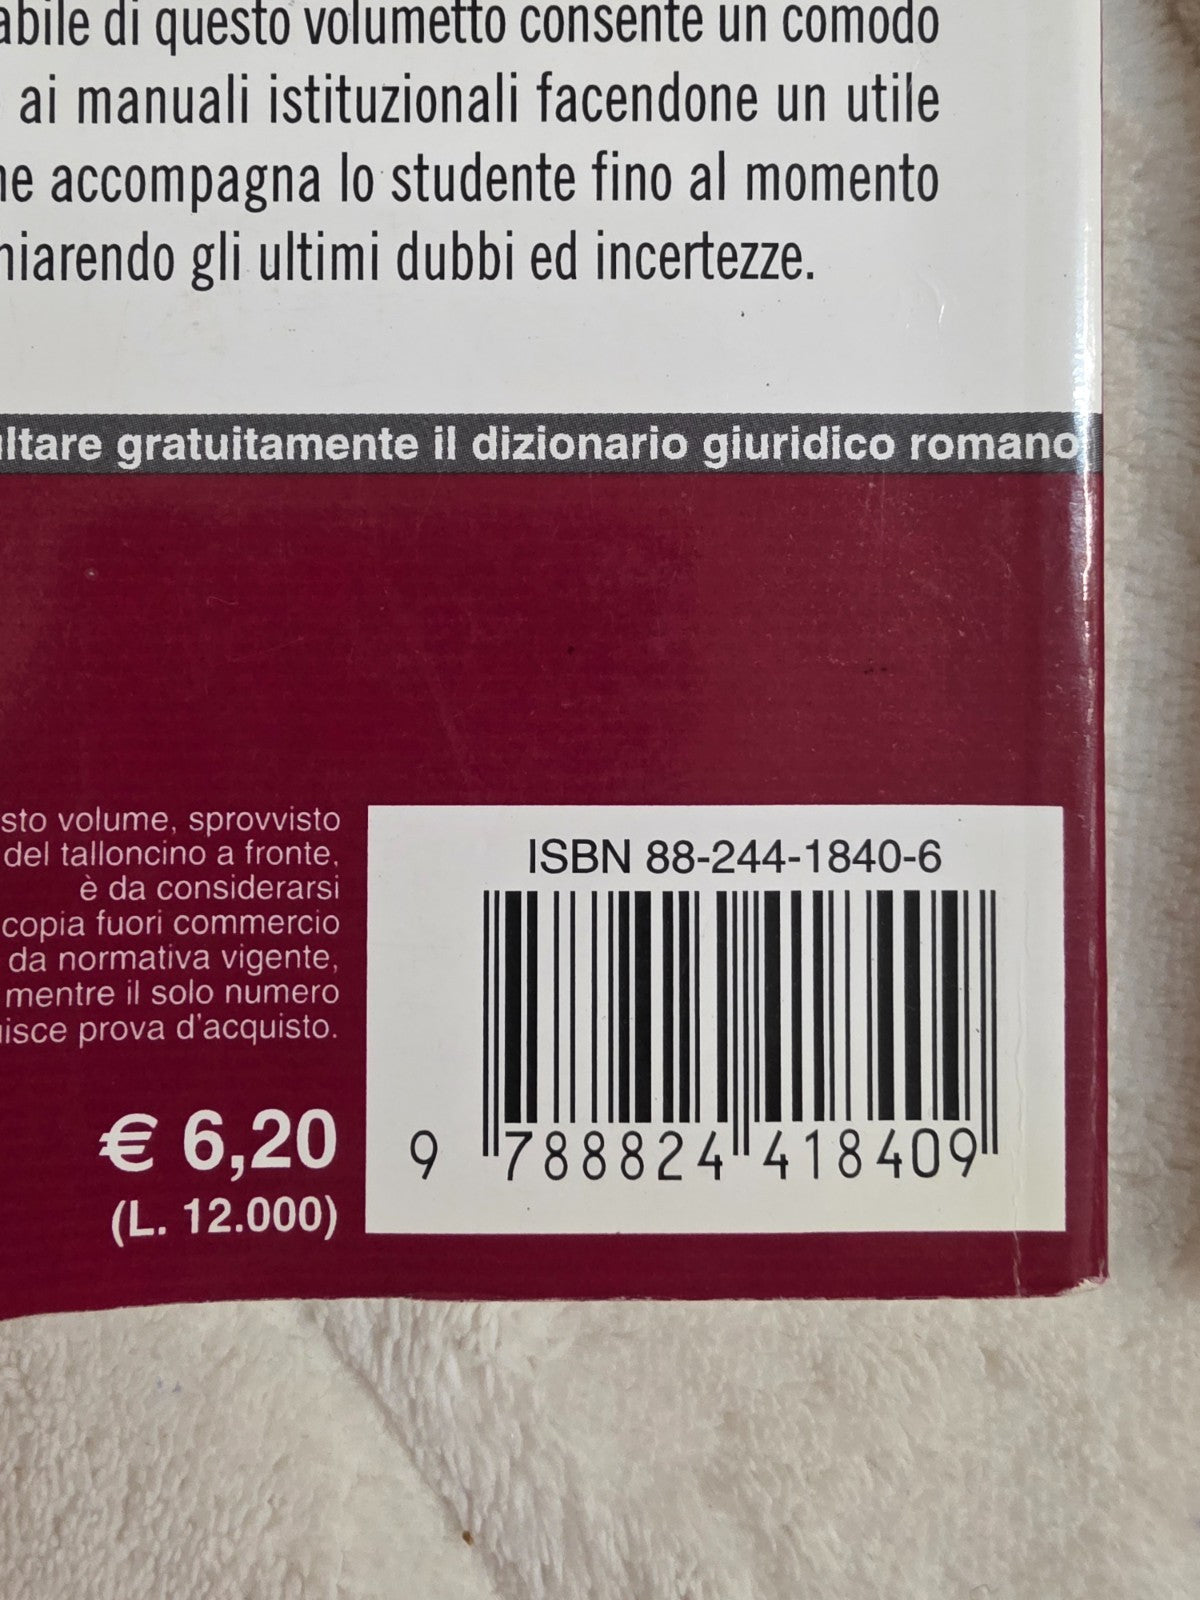 abile di questo volumetto consente un comodo
ai manuali istituzionali facendone un utile
ne accompagna lo studente fino al momento
hiarendo gli ultimi dubbi ed incertezze.
ltare gratuitamente il dizionario giuridico romano
sto volume, sprovvisto
del talloncino a fronte,
è da considerarsi
copia fuori commercio
da normativa vigente,
mentre il solo numero
isce prova d'acquisto.
€ 6,20
(L. 12.000)
ISBN 88-244-1840-6
9 788824 418409